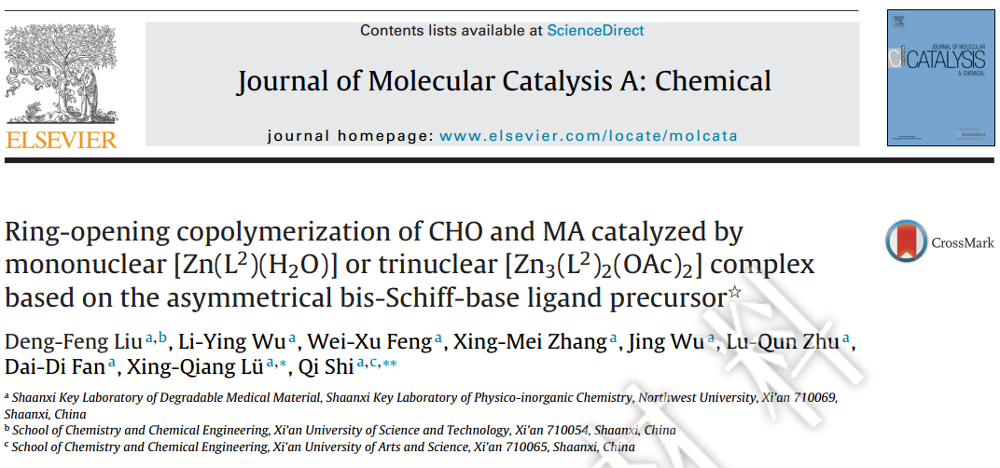 Contents lists available at ScienceDirect
Journal of Molecular Catalysis A: Chemical
journal homepage: www.elsevier.com/locate/molcata
ELSEVIER
JOURNAL OF MOLECULAR
CATALYSIS
A: CHEMICAL
Ring-opening copolymerization of CHO and MA catalyzed by
mononuclear [Zn(L²)(H₂O)] or trinuclear [Zn₃(L²)₂(OAc)₂] complex
based on the asymmetrical bis-Schiff-base ligand precursor☆
CrossMark
Deng-Feng Liu a,b, Li-Ying Wu a, Wei-Xu Feng a, Xing-Mei Zhang a, Jing Wu a, Lu-Qun Zhu a,
Dai-Di Fan a, Xing-Qiang Lü a,*, Qi Shi a,c,**
a Shaanxi Key Laboratory of Degradable Medical Material, Shaanxi Key Laboratory of Physico-inorganic Chemistry, Northwest University, Xi'an 710069,
Shaanxi, China
b School of Chemistry and Chemical Engineering, Xi'an University of Science and Technology, Xi'an 710054, Shaanxi, China
c School of Chemistry and Chemical Engineering, Xi'an University of Arts and Science, Xi'an 710065, Shaanxi, China
料